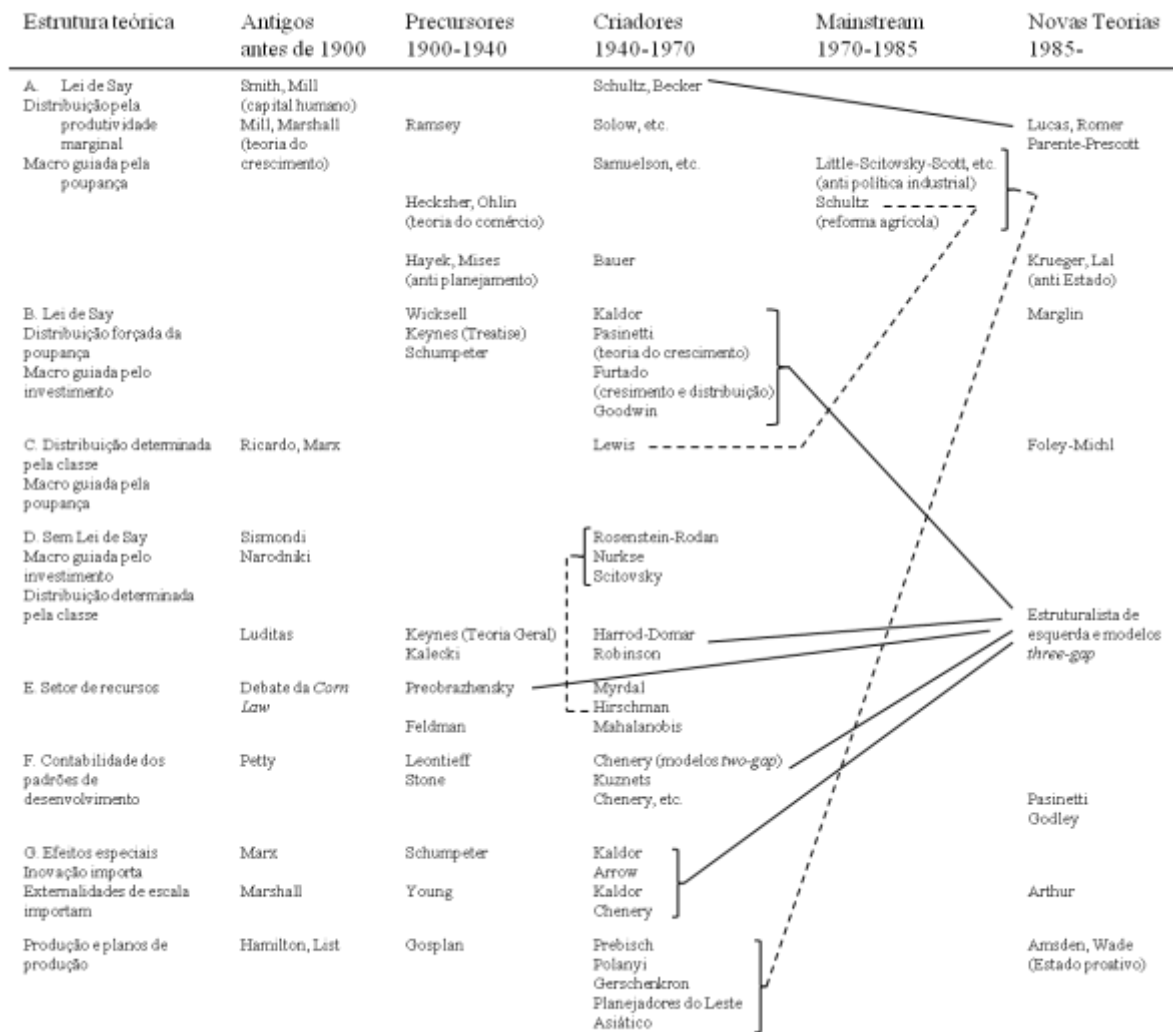 Estrutura teórica Antigos Precursores Criadores Mainstream Novas Teorias
antes de 1900 1900-1940 1940-1970 1970-1985 1985-
A. Lei de Say Smith, Mill Schultz, Becker
Distribuição pela (capital humano)
produtividade Mill, Marshall Ramsey Solow, etc. Lucas, Romer
marginal (teoria do Parente-Prescott
Macro guiada pela crescimento) Samuelson, etc. Little-Scitovsky-Scott, etc.
poupança (anti política industrial)
Hecksher, Ohlin Schultz
(teoria do comércio) (reforma agrícola)
Hayek, Mises Bauer Krueger, Lal
(anti planejamento) (anti Estado)
B. Lei de Say Wicksell Kaldor Marglin
Distribuição forçada da Keynes (Treatise) Pasinetti
poupança Schumpeter (teoria do crescimento)
Macro guiada pelo Furtado
investimento (cresimento e distribuição)
Goodwin
C. Distribuição determinada Ricardo, Marx Lewis Foley-Michl
pela classe
Macro guiada pela
poupança
D. Sem Lei de Say Sismondi Rosenstein-Rodan
Macro guiada pelo Narodniki Nurkse
investimento Scitovsky
Distribuição determinada
pela classe Estruturalista de
Luditas Keynes (Teoria Geral) Harrod-Domar esquerda e modelos
Kalecki Robinson three-gap
E. Setor de recursos Debate da Corn Preobrazhensky Myrdal
Law Hirschman
Feldman Mahalanobis
F. Contabilidade dos Petty Leontieff Chenery (modelos two-gap)
padrões de Stone Kuznets
desenvolvimento Chenery, etc. Pasinetti
Godley
G. Efeitos especiais Marx Schumpeter Kaldor
Inovação importa Arrow
Externalidades de escala Marshall Young Kaldor Arthur
importam Chenery
Produção e planos de Hamilton, List Gosplan Prebisch Amsden, Wade
produção Polanyi (Estado proativo)
Gerschenkron
Planejadores do Leste
Asiático